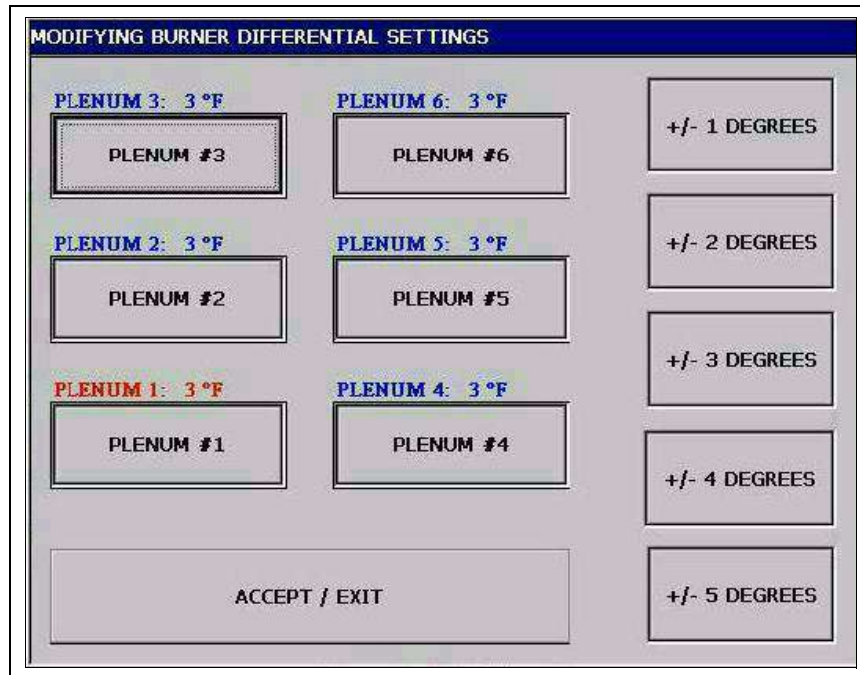 MODIFYING BURNER DIFFERENTIAL SETTINGS
PLENUM 3: 3 °F
PLENUM #3
PLENUM 6: 3 °F
PLENUM #6
+/- 1 DEGREES
PLENUM 2: 3 °F
PLENUM #2
PLENUM 5: 3 °F
PLENUM #5
+/- 2 DEGREES
+/- 3 DEGREES
PLENUM 1: 3 °F
PLENUM #1
PLENUM 4: 3 °F
PLENUM #4
+/- 4 DEGREES
ACCEPT / EXIT
+/- 5 DEGREES